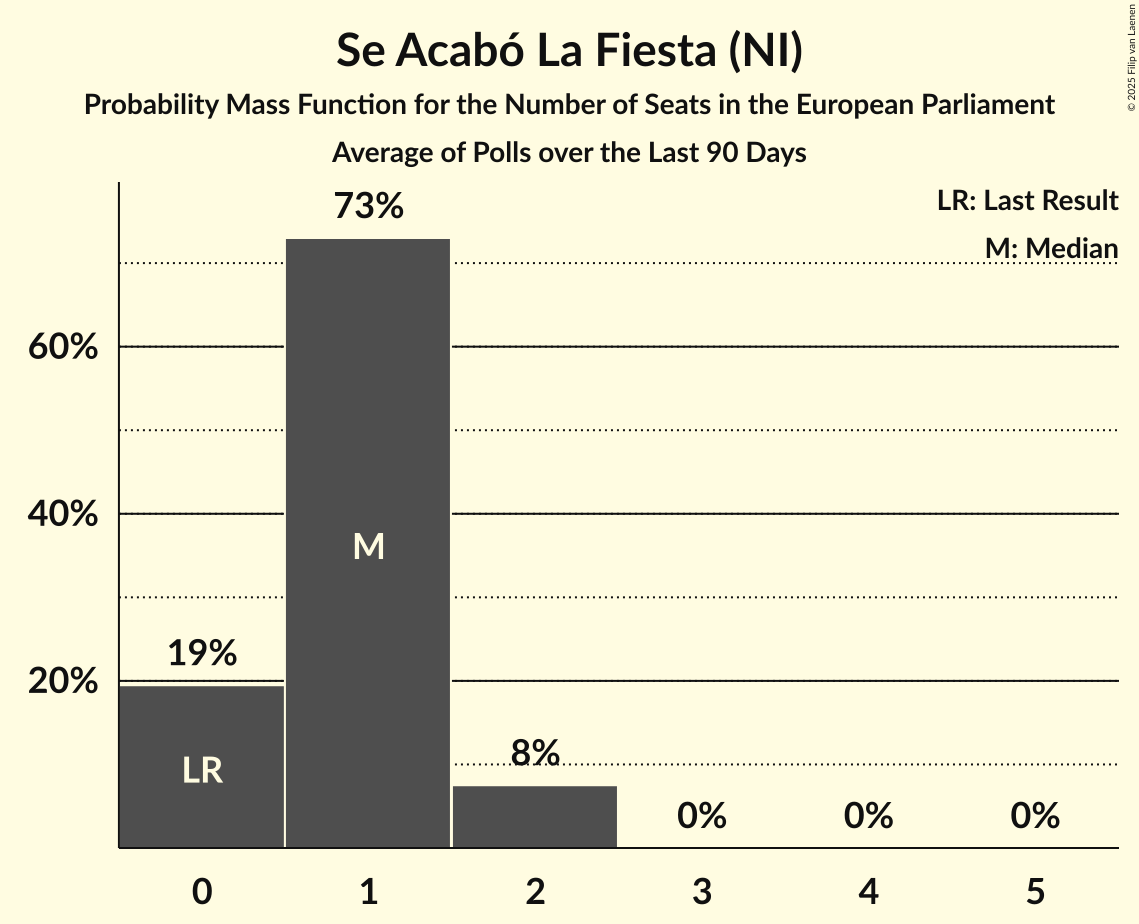 Se Acabó La Fiesta (NI)
Probability Mass Function for the Number of Seats in the European Parliament
Average of Polls over the Last 90 Days
© 2025 Filip van Laenen
LR: Last Result
M: Median
73%
60%
M
40%
19%
20%
LR
8%
0%
0%
0%
0
1
2
3
4
5